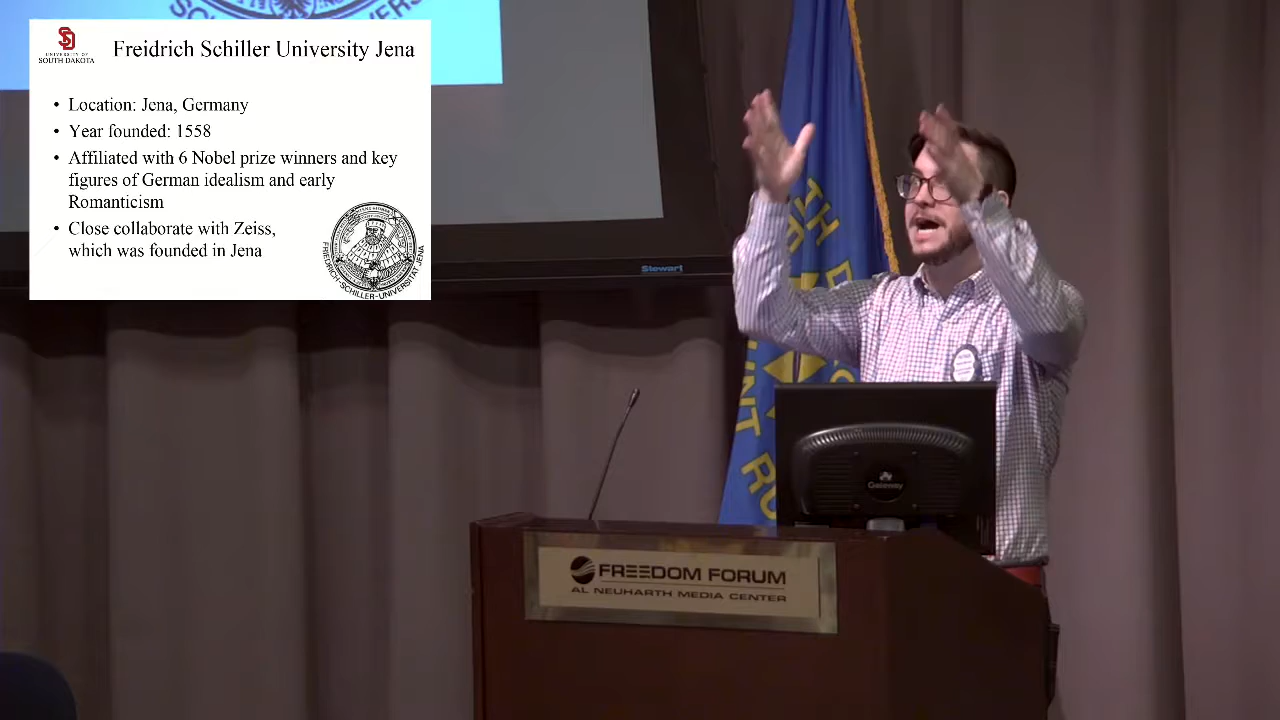 UNIVERSITY OF
SOUTH DAKOTA
Freidrich Schiller University Jena
• Location: Jena, Germany
• Year founded: 1558
• Affiliated with 6 Nobel prize winners and key
figures of German idealism and early
Romanticism
• Close collaborate with Zeiss,
which was founded in Jena
FRIEDRICH-SCHILLER-UNIVERSITÄT JENA
Stewart
Gateway
FREEDOM FORUM
AL NEUHARTH MEDIA CENTER